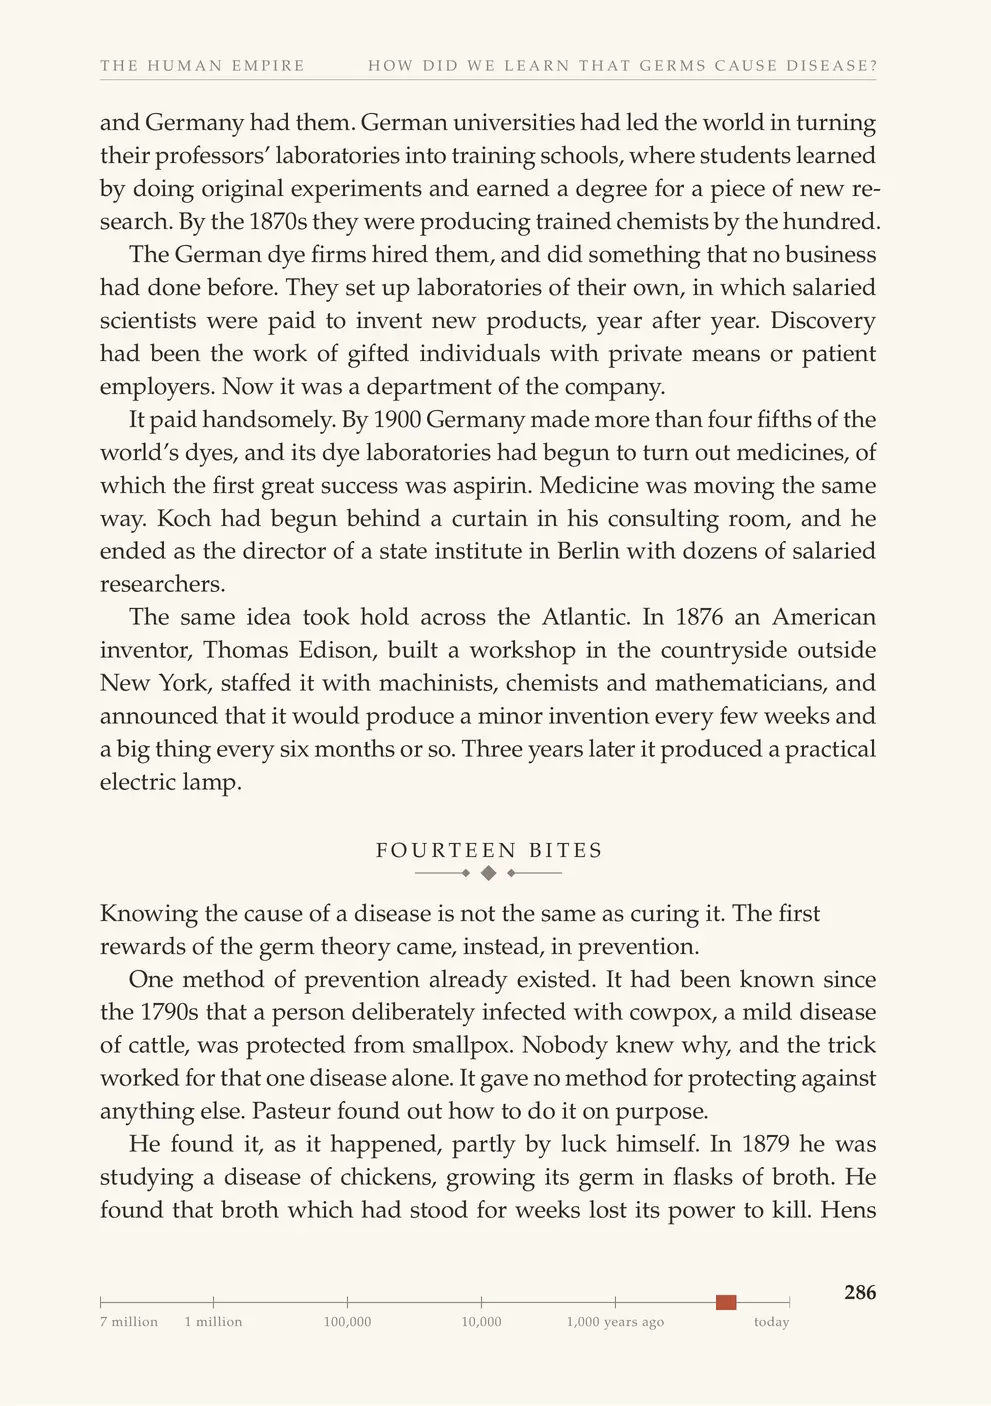 THE HUMAN EMPIRE
HOW DID WE LEARN THAT GERMS CAUSE DISEASE?
and Germany had them. German universities had led the world in turning
their professors’ laboratories into training schools, where students learned
by doing original experiments and earned a degree for a piece of new re-
search. By the 1870s they were producing trained chemists by the hundred.
The German dye firms hired them, and did something that no business
had done before. They set up laboratories of their own, in which salaried
scientists were paid to invent new products, year after year. Discovery
had been the work of gifted individuals with private means or patient
employers. Now it was a department of the company.
It paid handsomely. By 1900 Germany made more than four fifths of the
world’s dyes, and its dye laboratories had begun to turn out medicines, of
which the first great success was aspirin. Medicine was moving the same
way. Koch had begun behind a curtain in his consulting room, and he
ended as the director of a state institute in Berlin with dozens of salaried
researchers.
The same idea took hold across the Atlantic. In 1876 an American
inventor, Thomas Edison, built a workshop in the countryside outside
New York, staffed it with machinists, chemists and mathematicians, and
announced that it would produce a minor invention every few weeks and
a big thing every six months or so. Three years later it produced a practical
electric lamp.
FOURTEEN BITES
Knowing the cause of a disease is not the same as curing it. The first
rewards of the germ theory came, instead, in prevention.
One method of prevention already existed. It had been known since
the 1790s that a person deliberately infected with cowpox, a mild disease
of cattle, was protected from smallpox. Nobody knew why, and the trick
worked for that one disease alone. It gave no method for protecting against
anything else. Pasteur found out how to do it on purpose.
He found it, as it happened, partly by luck himself. In 1879 he was
studying a disease of chickens, growing its germ in flasks of broth. He
found that broth which had stood for weeks lost its power to kill. Hens
286
7 million 1 million 100,000 10,000 1,000 years ago today